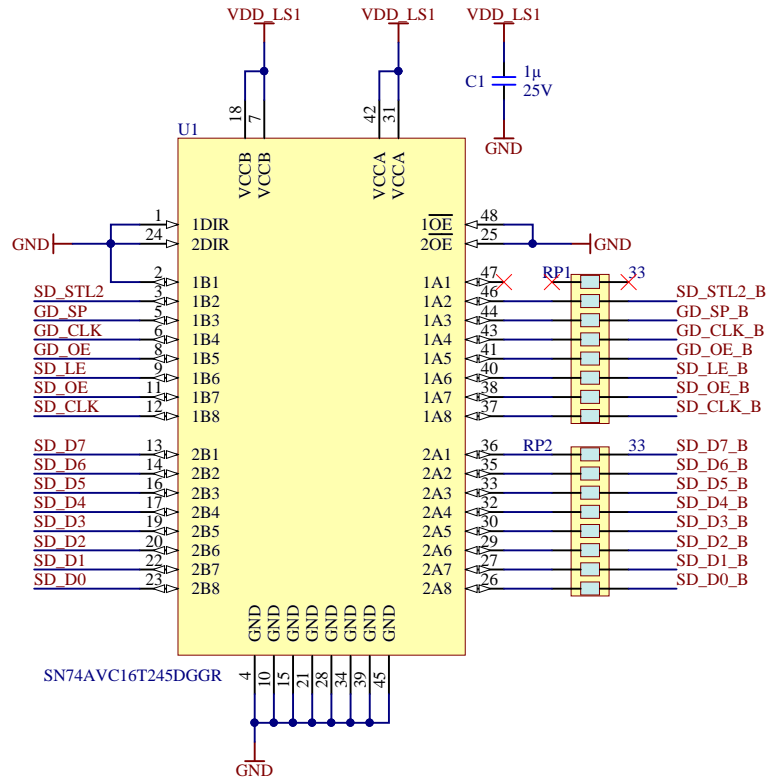 VDD_LS1 VDD_LS1 VDD_LS1
C1 1µ
25V
GND
18 7 42 31
U1
VCCB VCCB VCCA VCCA
1 1DIR 1OE 48
24 2DIR 2OE 25
GND GND
2 1B1 1A1 47 RP1 33
SD_STL2 3 1B2 1A2 46 SD_STL2_B
GD_SP 5 1B3 1A3 44 GD_SP_B
GD_CLK 6 1B4 1A4 43 GD_CLK_B
GD_OE 8 1B5 1A5 41 GD_OE_B
SD_LE 9 1B6 1A6 40 SD_LE_B
SD_OE 11 1B7 1A7 38 SD_OE_B
SD_CLK 12 1B8 1A8 37 SD_CLK_B
SD_D7 13 2B1 2A1 36 RP2 33 SD_D7_B
SD_D6 14 2B2 2A2 35 SD_D6_B
SD_D5 16 2B3 2A3 33 SD_D5_B
SD_D4 17 2B4 2A4 32 SD_D4_B
SD_D3 19 2B5 2A5 30 SD_D3_B
SD_D2 20 2B6 2A6 29 SD_D2_B
SD_D1 22 2B7 2A7 27 SD_D1_B
SD_D0 23 2B8 2A8 26 SD_D0_B
GND GND GND GND GND GND GND GND
SN74AVC16T245DGGR
4 10 15 21 28 34 39 45
GND